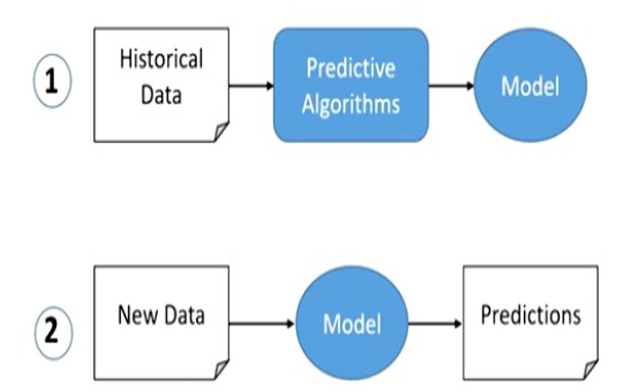 1
Historical
Data
Predictive
Algorithms
Model
2
New Data
Model
Predictions